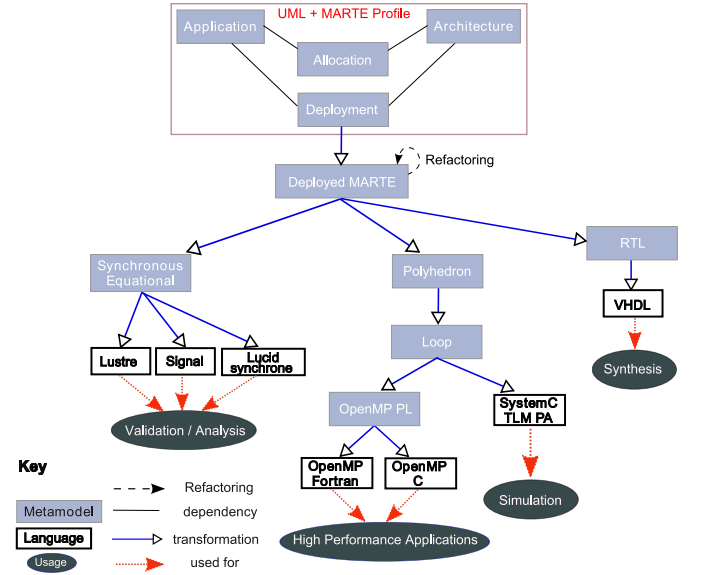 UML + MARTE Profile
Application
Architecture
Allocation
Deployment
Refactoring
Deployed MARTE
RTL
Synchronous
Equational
Polyhedron
VHDL
Loop
Lustre
Signal
Lucid
synchrone
Synthesis
OpenMP PL
SystemC
TLM PA
Validation / Analysis
Key
OpenMP
Fortran
OpenMP
C
Refactoring
Simulation
Metamodel
dependency
Language
transformation
High Performance Applications
Usage
used for